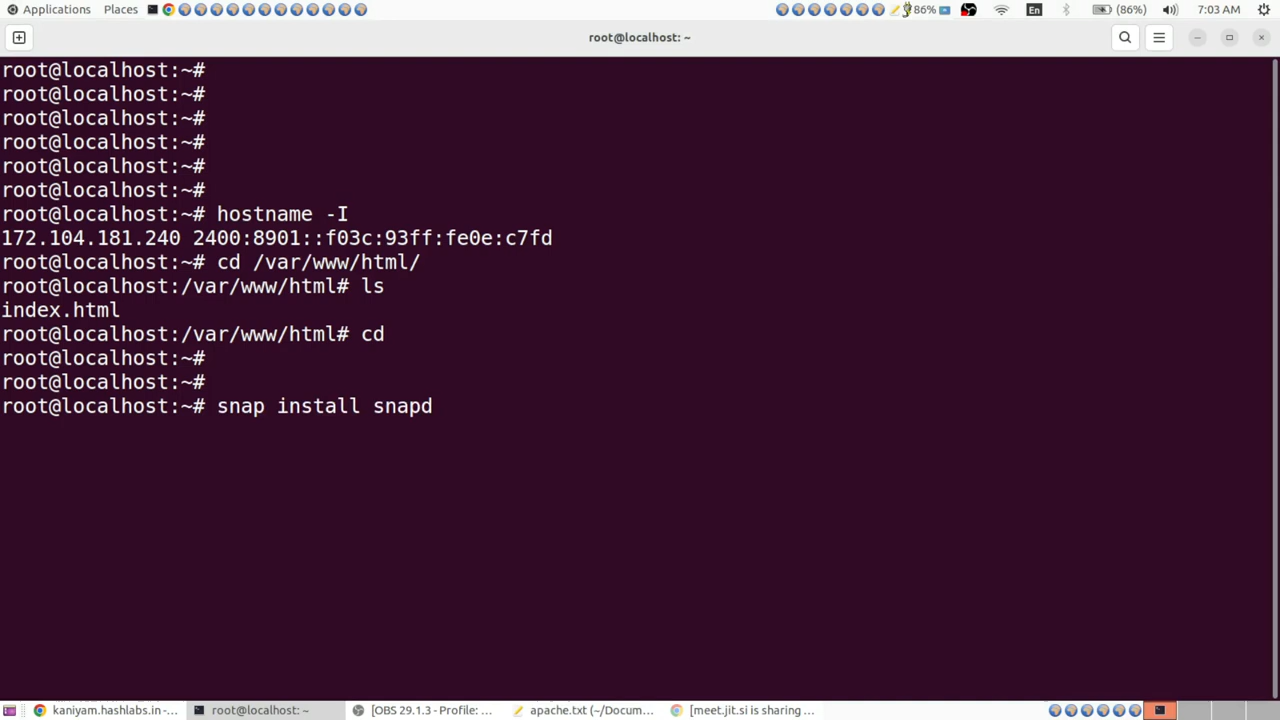 Applications Places 86% En (86%) 7:03 AM
root@localhost: ~
root@localhost:~#
root@localhost:~#
root@localhost:~#
root@localhost:~#
root@localhost:~#
root@localhost:~#
root@localhost:~# hostname -I
172.104.181.240 2400:8901::f03c:93ff:fe0e:c7fd
root@localhost:~# cd /var/www/html/
root@localhost:/var/www/html# ls
index.html
root@localhost:/var/www/html# cd
root@localhost:~#
root@localhost:~#
root@localhost:~# snap install snapd
kaniyam.hashlabs.in -... root@localhost: ~ [OBS 29.1.3 - Profile: ... apache.txt (~/Docum... [meet.jit.si is sharing ...